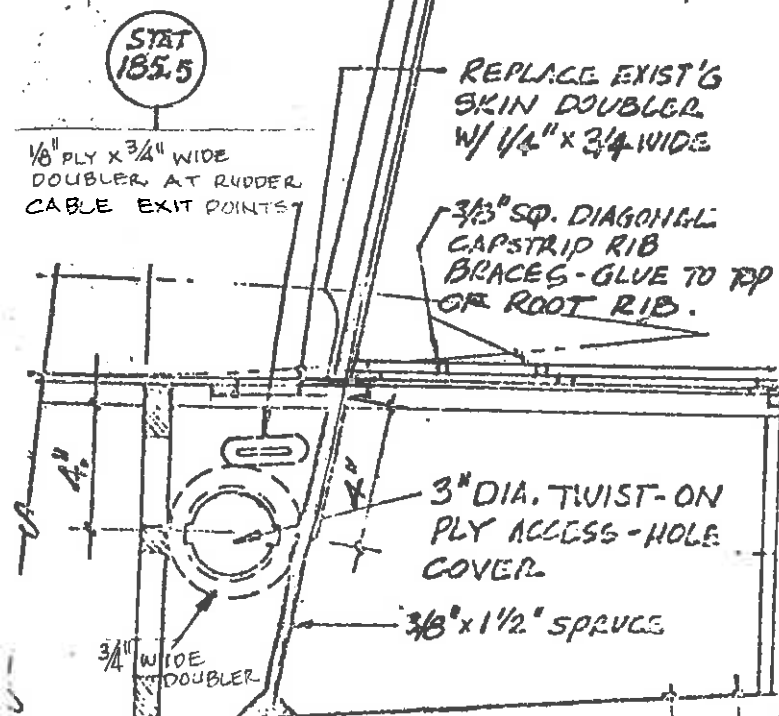 STAT
185.5
1/8" PLY x 3/4" WIDE
DOUBLER AT RUDDER
CABLE EXIT POINTS
REPLACE EXIST'G
SKIN DOUBLER
W/ 1/4" x 3/4 WIDE
3/8" SQ. DIAGONAL
CAPSTRIP RIB
BRACES - GLUE TO TOP
OF ROOT RIB.
4"
4"
3" DIA. TWIST-ON
PLY ACCESS-HOLE
COVER
3/8" x 1 1/2" SPRUCE
3/4" WIDE
DOUBLER